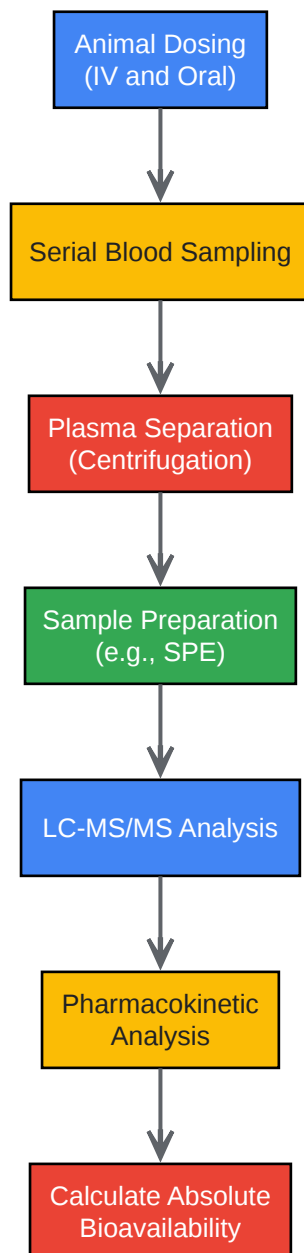 Animal Dosing
(IV and Oral)
Serial Blood Sampling
Plasma Separation
(Centrifugation)
Sample Preparation
(e.g., SPE)
LC-MS/MS Analysis
Pharmacokinetic
Analysis
Calculate Absolute
Bioavailability